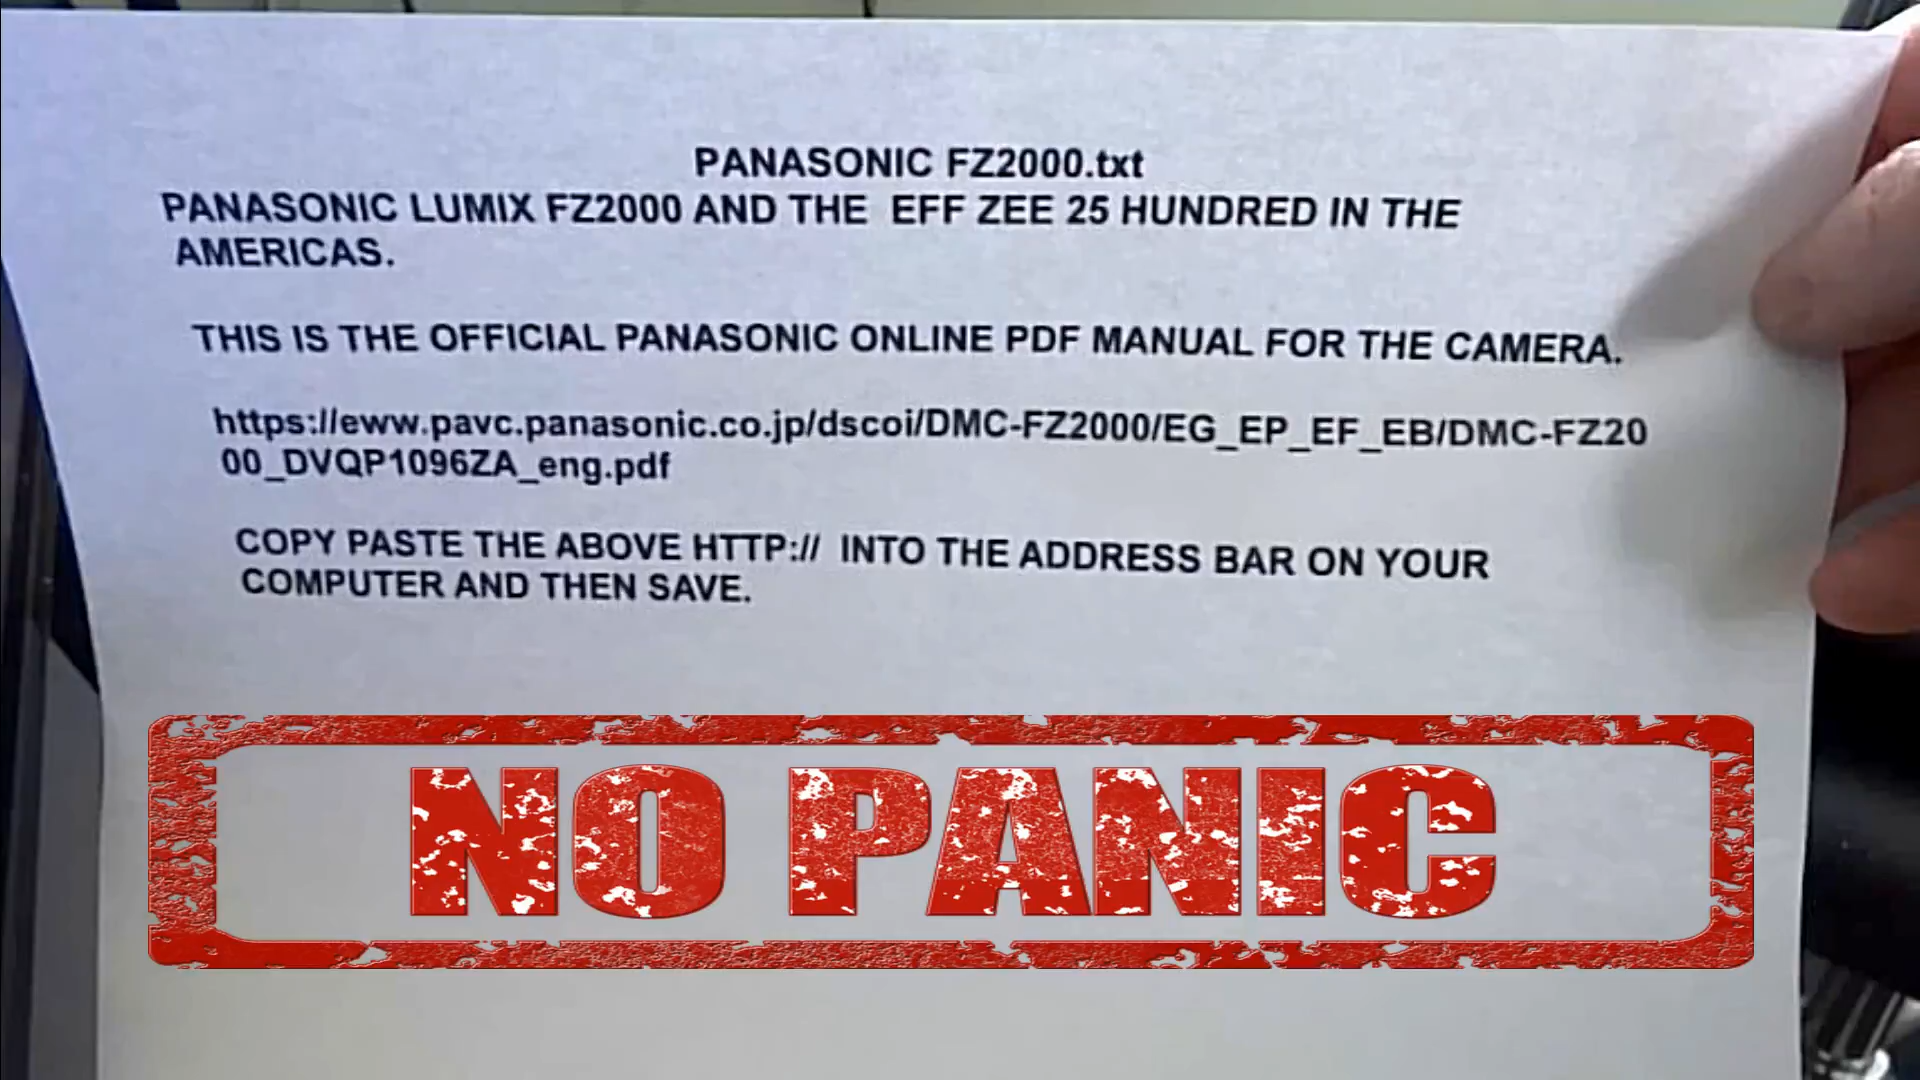 PANASONIC FZ2000.txt
PANASONIC LUMIX FZ2000 AND THE  EFF ZEE 25 HUNDRED IN THE
AMERICAS.
THIS IS THE OFFICIAL PANASONIC ONLINE PDF MANUAL FOR THE CAMERA.
https://eww.pavc.panasonic.co.jp/dscoi/DMC-FZ2000/EG_EP_EF_EB/DMC-FZ20
00_DVQP1096ZA_eng.pdf
COPY PASTE THE ABOVE HTTP://  INTO THE ADDRESS BAR ON YOUR
COMPUTER AND THEN SAVE.
NO PANIC